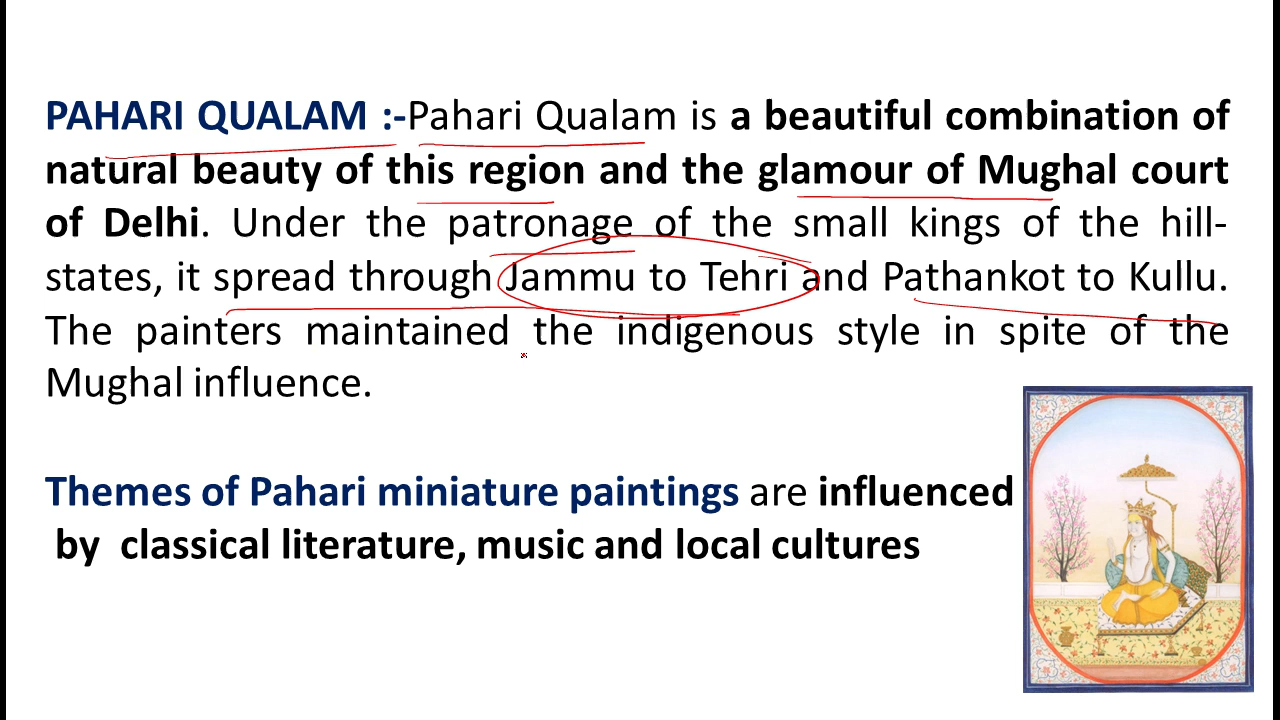 PAHARI QUALAM :-Pahari Qualam is a beautiful combination of
natural beauty of this region and the glamour of Mughal court
of Delhi. Under the patronage of the small kings of the hill-
states, it spread through Jammu to Tehri and Pathankot to Kullu.
The painters maintained the indigenous style in spite of the
Mughal influence.
Themes of Pahari miniature paintings are influenced
by classical literature, music and local cultures